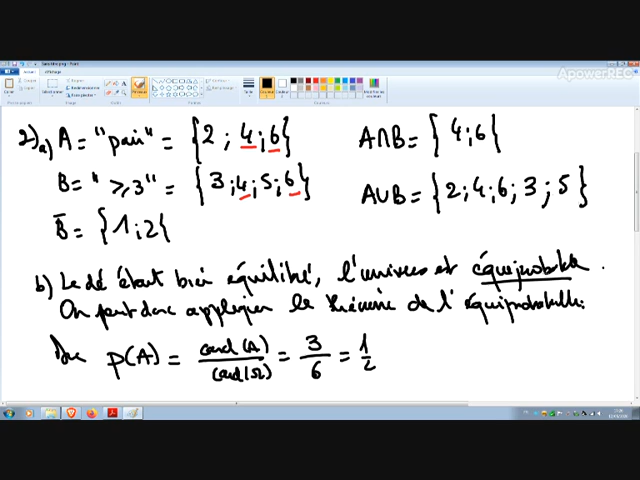 ApowerREC
2) a) A = "pair" = { 2 ; 4 ; 6 } A∩B = { 4 ; 6 }
B = " ⩾ 3 " = { 3 ; 4 ; 5 ; 6 } A∪B = { 2 ; 4 ; 6 ; 3 ; 5 }
B̄ = { 1 ; 2 }
b) Le dé étant bien équilibré, l'univers est équiprobable.
On peut donc appliquer le théorème de l'équiprobabilité.
Donc p(A) = card(A) / card(Ω) = 3 / 6 = 1 / 2